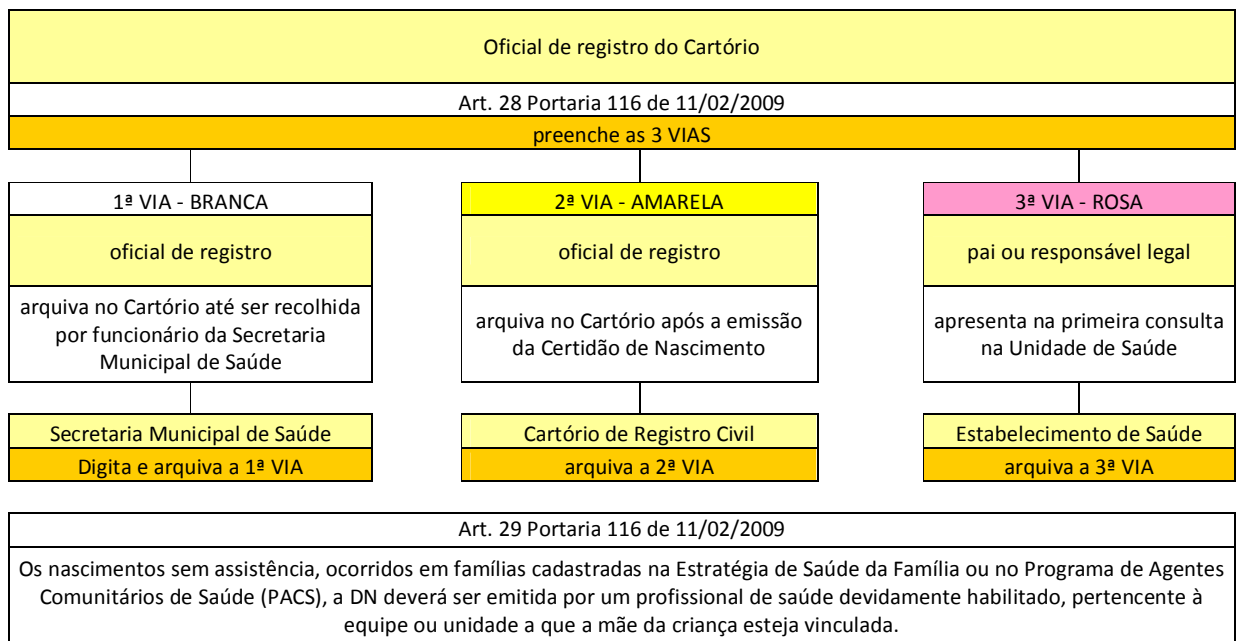 Oficial de registro do Cartório
Art. 28 Portaria 116 de 11/02/2009
preenche as 3 VIAS
1ª VIA - BRANCA
oficial de registro
arquiva no Cartório até ser recolhida
por funcionário da Secretaria
Municipal de Saúde
Secretaria Municipal de Saúde
Digita e arquiva a 1ª VIA
2ª VIA - AMARELA
oficial de registro
arquiva no Cartório após a emissão
da Certidão de Nascimento
Cartório de Registro Civil
arquiva a 2ª VIA
3ª VIA - ROSA
pai ou responsável legal
apresenta na primeira consulta
na Unidade de Saúde
Estabelecimento de Saúde
arquiva a 3ª VIA
Art. 29 Portaria 116 de 11/02/2009
Os nascimentos sem assistência, ocorridos em famílias cadastradas na Estratégia de Saúde da Família ou no Programa de Agentes
Comunitários de Saúde (PACS), a DN deverá ser emitida por um profissional de saúde devidamente habilitado, pertencente à
equipe ou unidade a que a mãe da criança esteja vinculada.